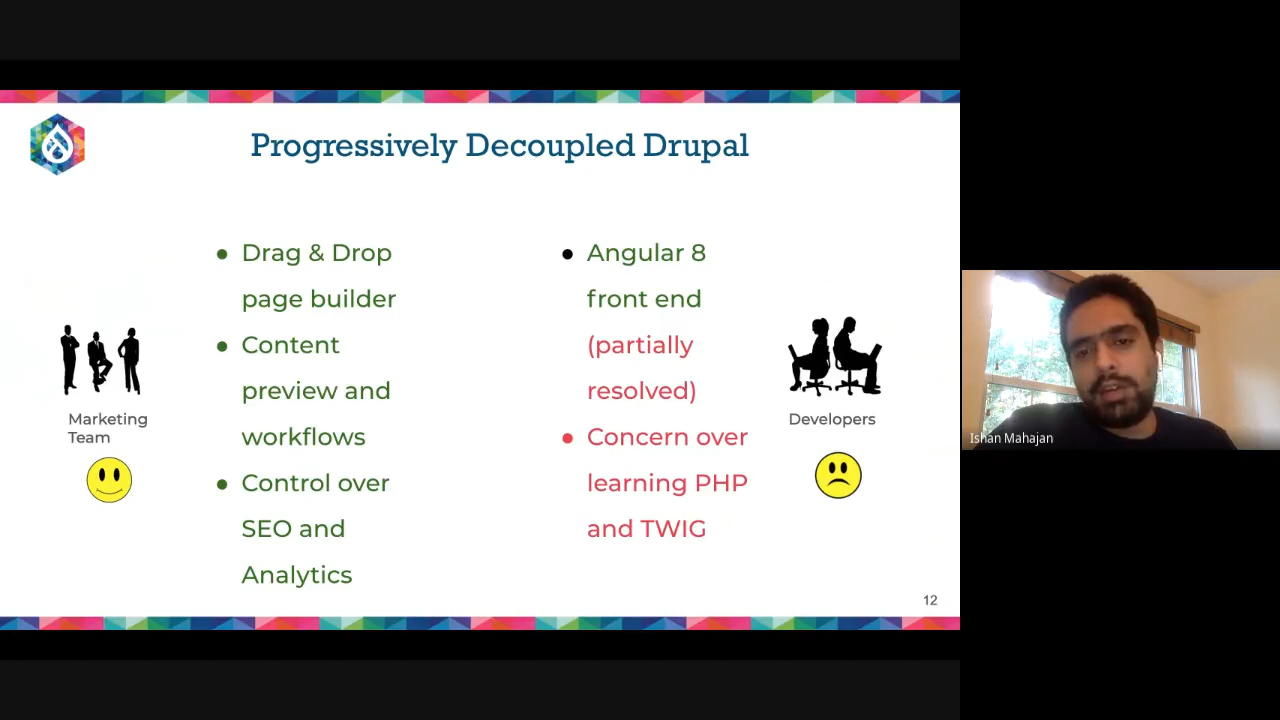 Progressively Decoupled Drupal
Marketing
Team
● Drag & Drop
page builder
● Content
preview and
workflows
● Control over
SEO and
Analytics
● Angular 8
front end
(partially
resolved)
● Concern over
learning PHP
and TWIG
Developers
12
Ishan Mahajan